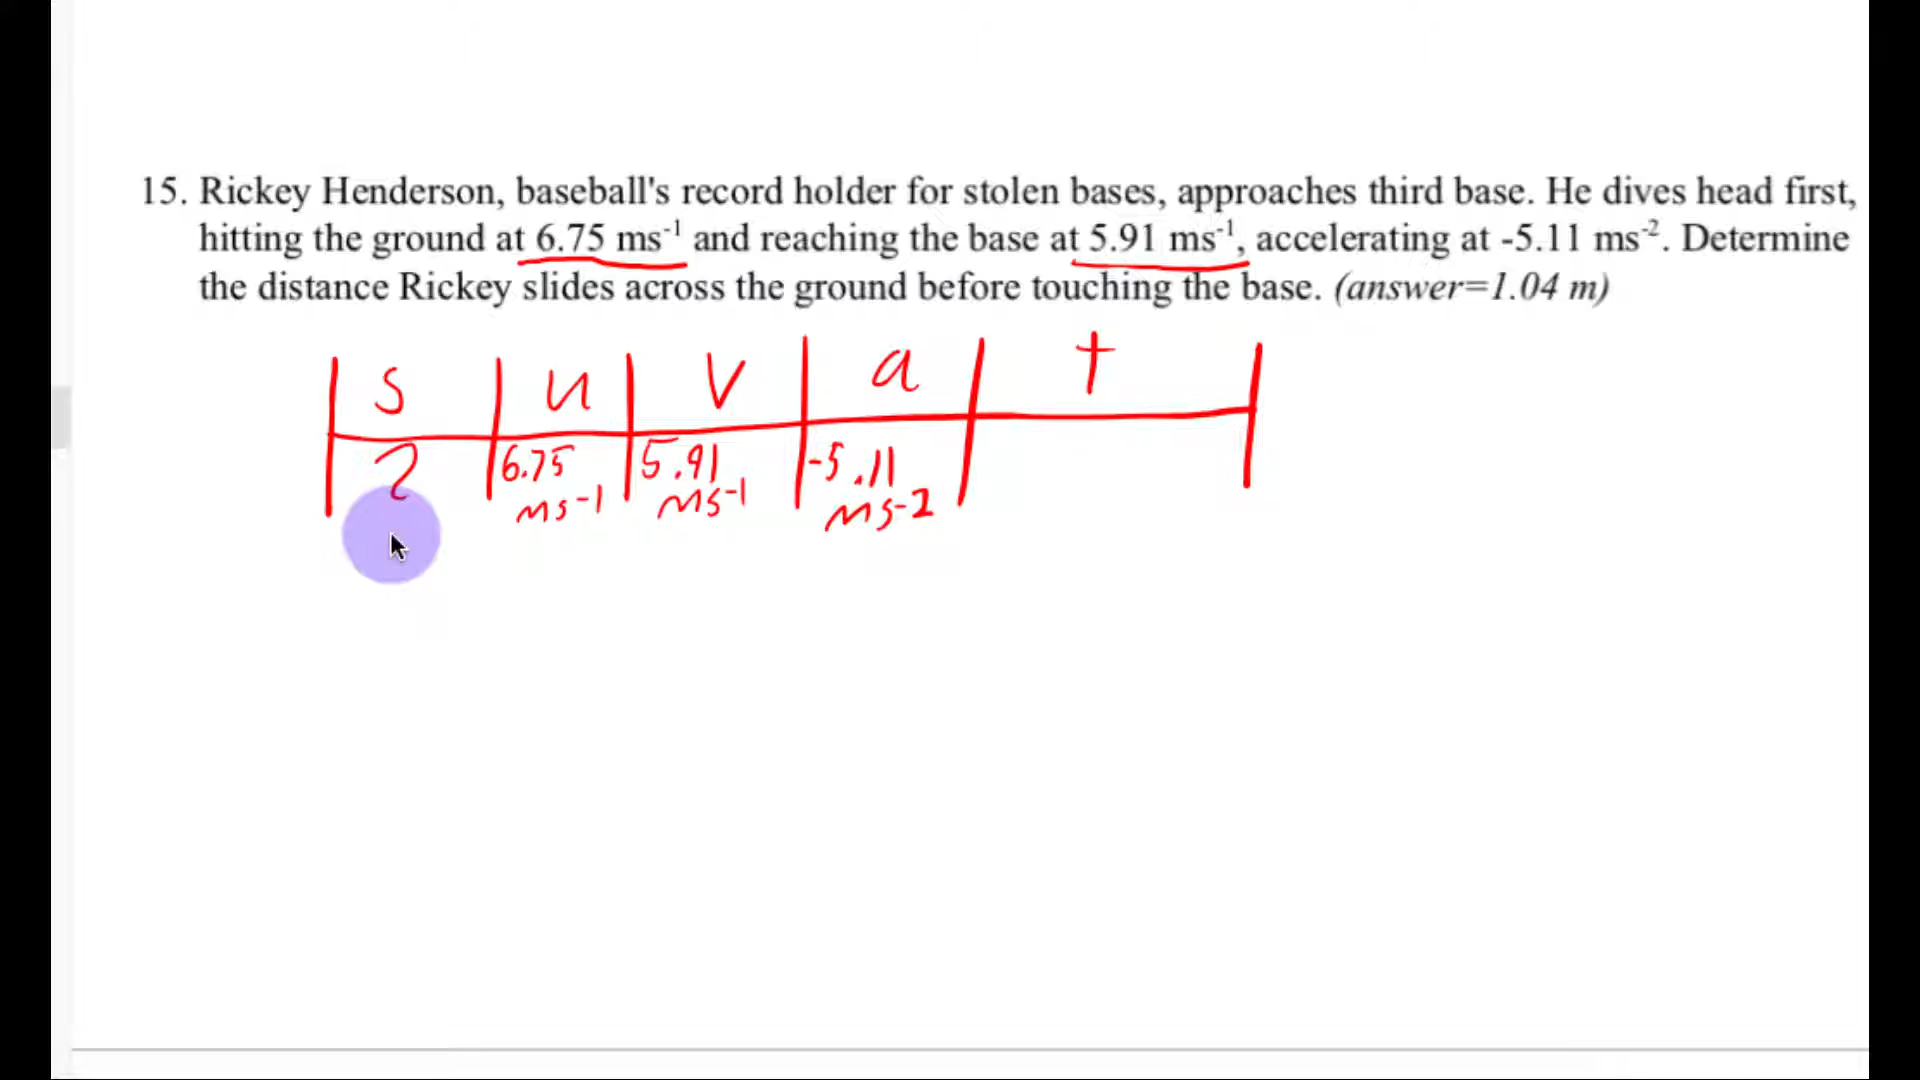 15. Rickey Henderson, baseball's record holder for stolen bases, approaches third base. He dives head first,
hitting the ground at 6.75 ms⁻¹ and reaching the base at 5.91 ms⁻¹, accelerating at -5.11 ms⁻². Determine
the distance Rickey slides across the ground before touching the base. (answer=1.04 m)
s u v a t
? 6.75 5.91 -5.11
ms-1 ms-1 ms-2